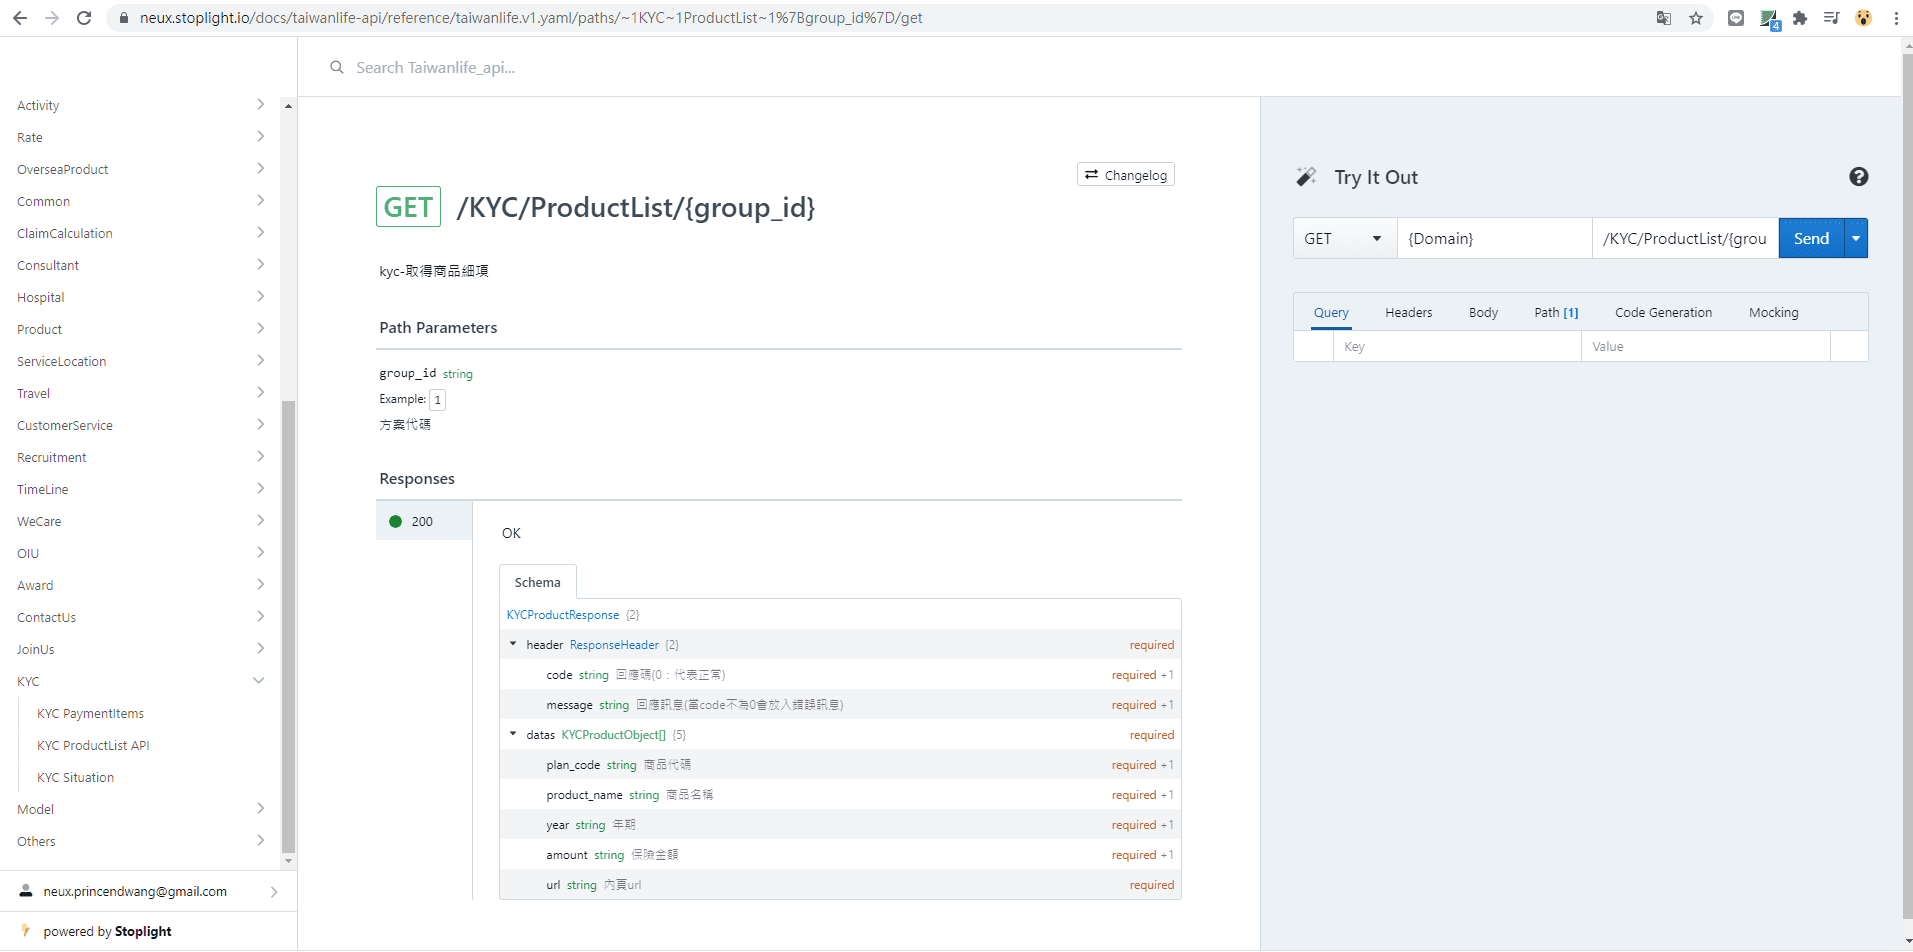 neux.stoplight.io/docs/taiwanlife-api/reference/taiwanlife.v1.yaml/paths/~1KYC~1ProductList~1%7Bgroup_id%7D/get
4
Search Taiwanlife_api...
Activity
Rate
OverseaProduct
Common
ClaimCalculation
Consultant
Hospital
Product
ServiceLocation
Travel
CustomerService
Recruitment
TimeLine
WeCare
OIU
Award
ContactUs
JoinUs
KYC
KYC PaymentItems
KYC ProductList API
KYC Situation
Model
Others
neux.princendwang@gmail.com
powered by Stoplight
Changelog
GET /KYC/ProductList/{group_id}
kyc-取得商品細項
Path Parameters
group_id string
Example: 1
方案代碼
Responses
200
OK
Schema
KYCProductResponse {2}
header ResponseHeader {2} required
code string 回應碼(0：代表正常) required +1
message string 回應訊息(當code不為0會放入錯誤訊息) required +1
datas KYCProductObject[] {5} required
plan_code string 商品代碼 required +1
product_name string 商品名稱 required +1
year string 年期 required +1
amount string 保險金額 required +1
url string 內頁url required
Try It Out
GET {Domain} /KYC/ProductList/{grou Send
Query Headers Body Path [1] Code Generation Mocking
Key Value